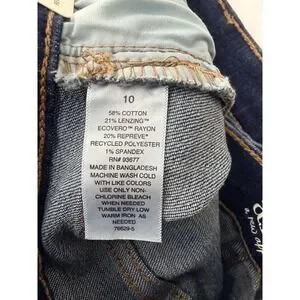 10
58% COTTON
21% LENZING™
ECOVERO™ RAYON
20% REPREVE®
RECYCLED POLYESTER
1% SPANDEX
RN# 93677
MADE IN BANGLADESH
MACHINE WASH COLD
WITH LIKE COLORS
USE ONLY NON-
CHLORINE BLEACH
WHEN NEEDED
TUMBLE DRY LOW
WARM IRON AS
NEEDED
76629-5
a new